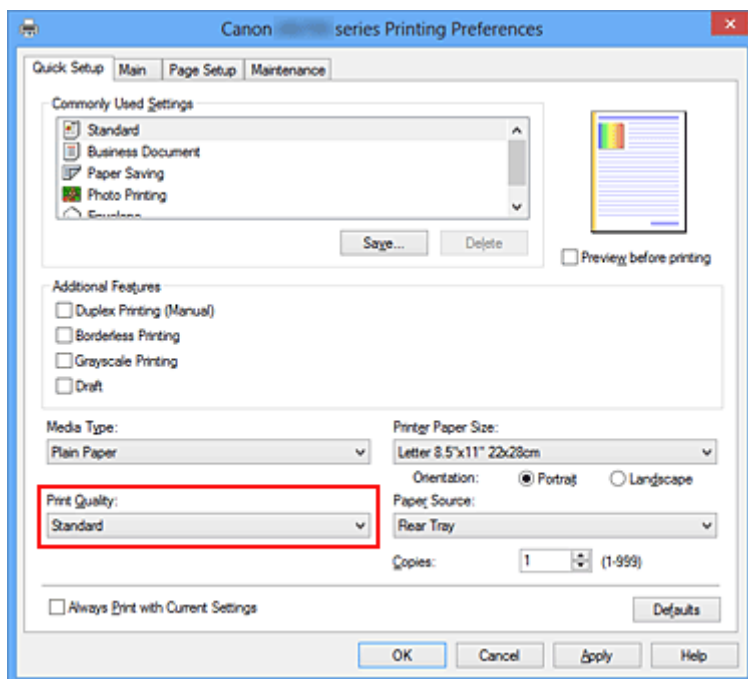 Canon series Printing Preferences
Quick Setup Main Page Setup Maintenance
Commonly Used Settings
Standard
Business Document
Paper Saving
Photo Printing
Envelope
Save... Delete
Preview before printing
Additional Features
Duplex Printing (Manual)
Borderless Printing
Grayscale Printing
Draft
Media Type: Printer Paper Size:
Plain Paper Letter 8.5"x11" 22x28cm
Orientation: Portrait Landscape
Print Quality: Paper Source:
Standard Rear Tray
Copies: 1 (1-999)
Always Print with Current Settings Defaults
OK Cancel Apply Help